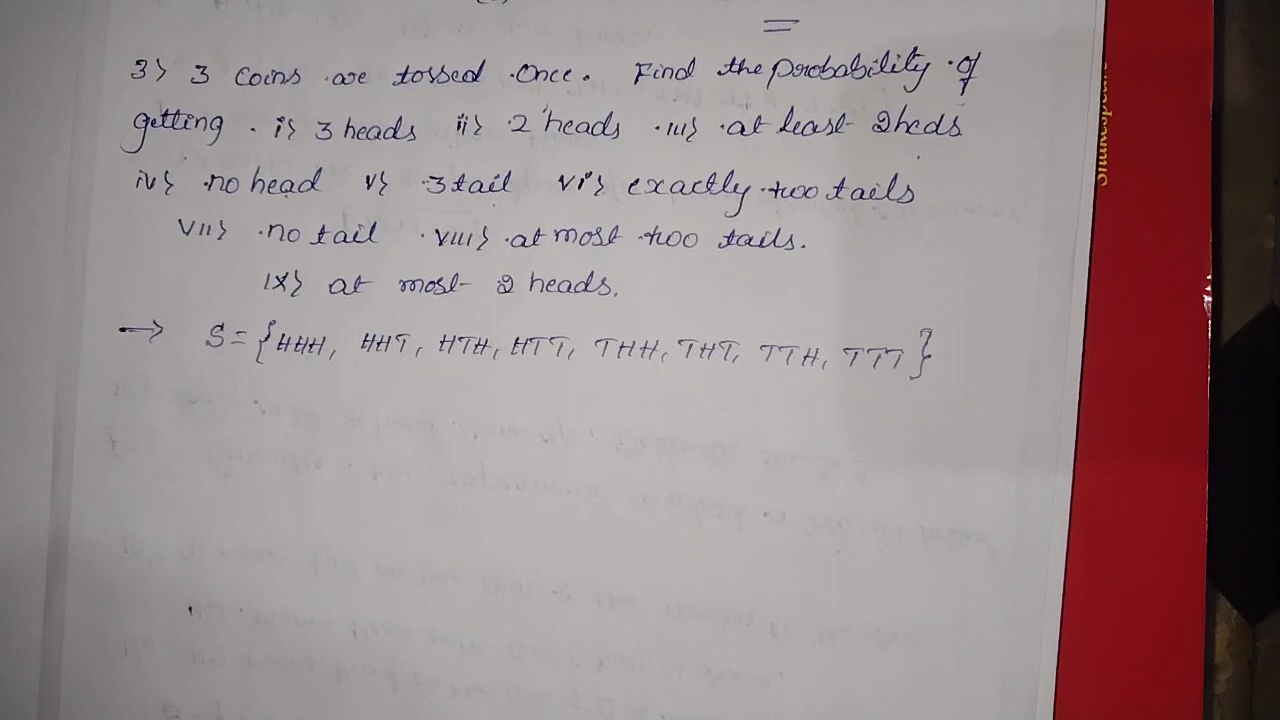 3} 3 coins are tossed once. Find the probability of
getting i} 3 heads ii} 2 heads iii} at least 2 heds
iv} no head v} 3 tail vi} exactly two tails
vii} no tail viii} at most two tails.
ix} at most 2 heads.
→ S = {HHH, HHT, HTH, HTT, THH, THT, TTH, TTT}
Shakespeare